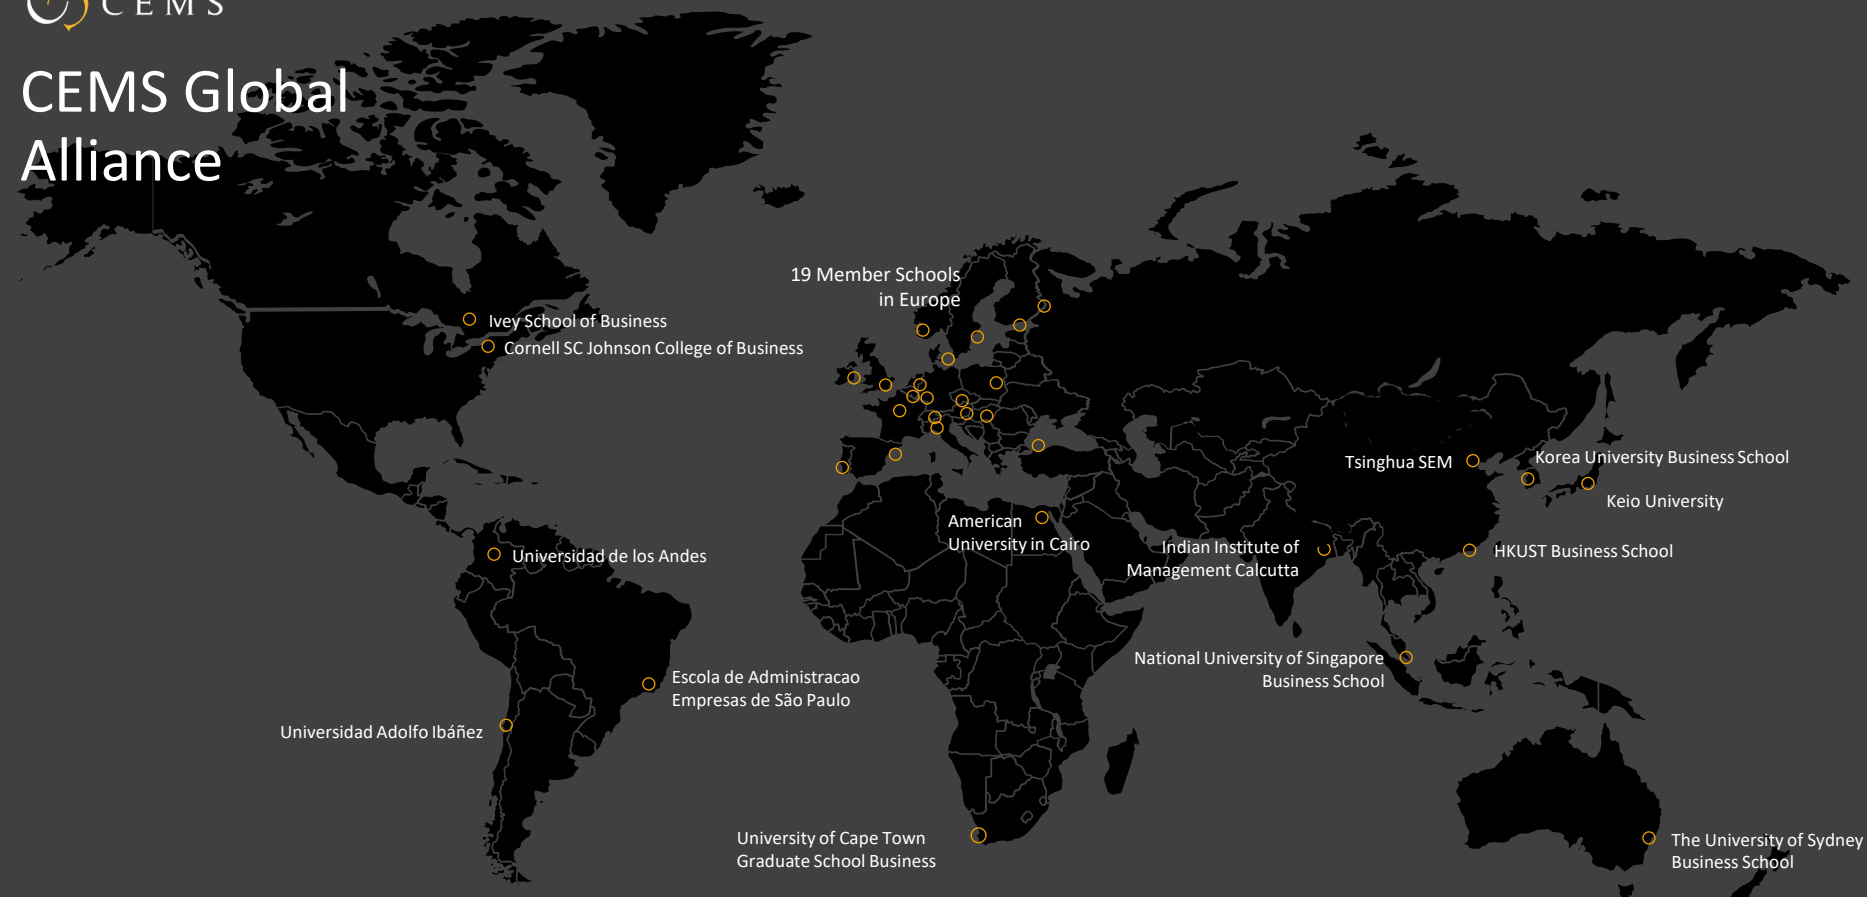 CEMS
CEMS Global
Alliance
19 Member Schools
in Europe
Ivey School of Business
Cornell SC Johnson College of Business
Tsinghua SEM
Korea University Business School
Keio University
American
University in Cairo
Indian Institute of
Management Calcutta
HKUST Business School
Universidad de los Andes
National University of Singapore
Business School
Escola de Administracao
Empresas de São Paulo
Universidad Adolfo Ibáñez
University of Cape Town
Graduate School Business
The University of Sydney
Business School